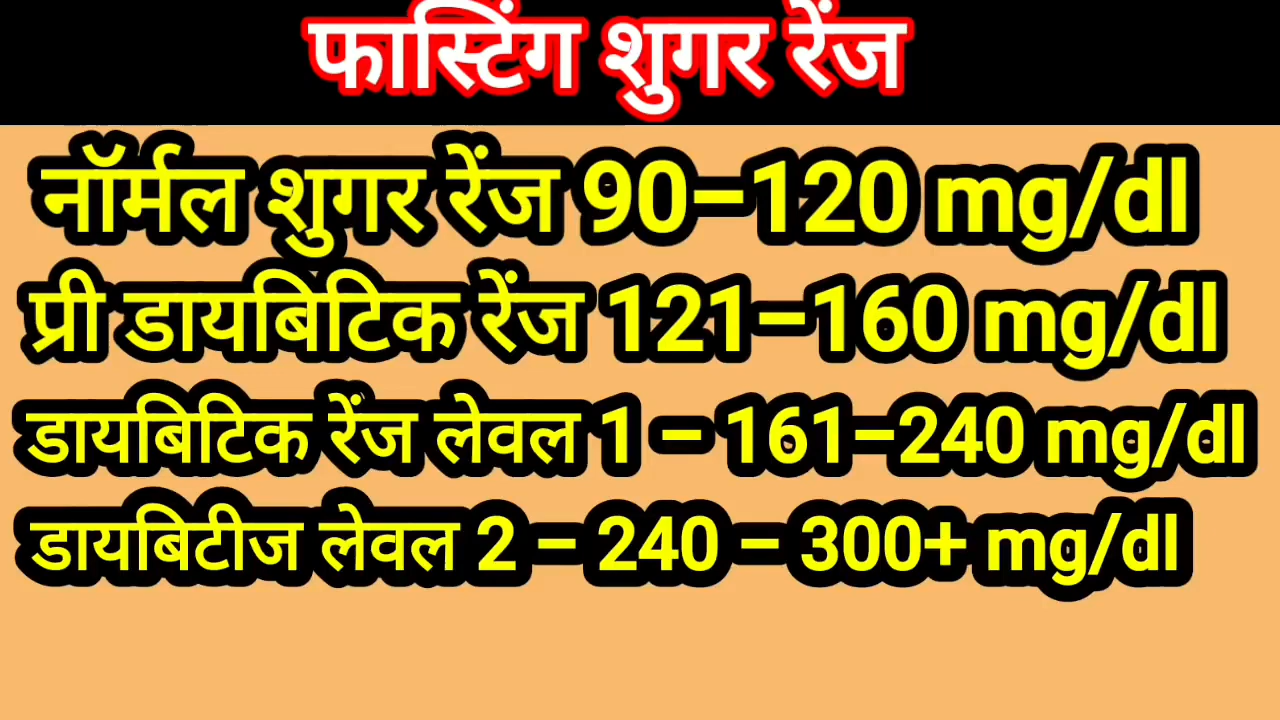 फास्टिंग शुगर रेंज
नॉर्मल शुगर रेंज 90–120 mg/dl
प्री डायबिटिक रेंज 121–160 mg/dl
डायबिटिक रेंज लेवल 1 – 161–240 mg/dl
डायबिटीज लेवल 2 – 240 – 300+ mg/dl